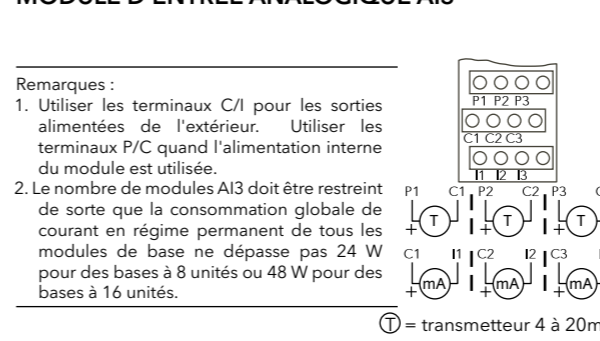 Remarques :
1. Utiliser les terminaux C/I pour les sorties
alimentées de l'extérieur. Utiliser les
terminaux P/C quand l'alimentation interne
du module est utilisée.
2. Le nombre de modules AI3 doit être restreint
de sorte que la consommation globale de
courant en régime permanent de tous les
modules de base ne dépasse pas 24 W
pour des bases à 8 unités ou 48 W pour des
bases à 16 unités.
P1 P2 P3
C1 C2 C3
I1 I2 I3
P1 C1 P2 C2 P3
T T T
+ + +
C1 I1 C2 I2 C3
mA mA mA
+ + +
T = transmetteur 4 à 20m